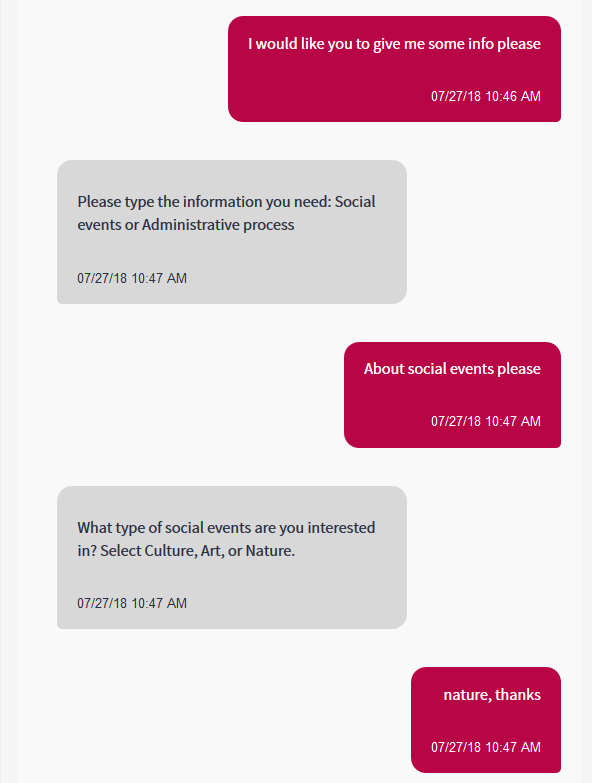 I would like you to give me some info please
07/27/18 10:46 AM
Please type the information you need: Social
events or Administrative process
07/27/18 10:47 AM
About social events please
07/27/18 10:47 AM
What type of social events are you interested
in? Select Culture, Art, or Nature.
07/27/18 10:47 AM
nature, thanks
07/27/18 10:47 AM